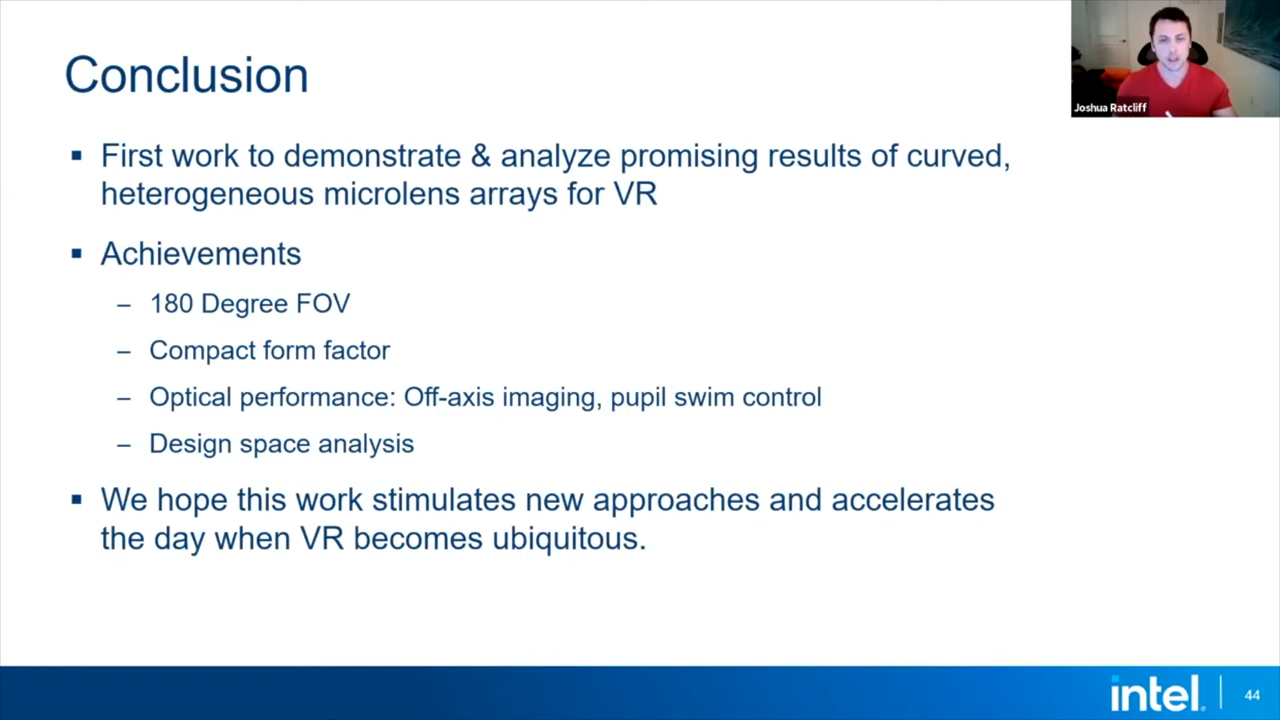 Conclusion
Joshua Ratcliff
▪ First work to demonstrate & analyze promising results of curved,
heterogeneous microlens arrays for VR
▪ Achievements
– 180 Degree FOV
– Compact form factor
– Optical performance: Off-axis imaging, pupil swim control
– Design space analysis
▪ We hope this work stimulates new approaches and accelerates
the day when VR becomes ubiquitous.
intel. 44